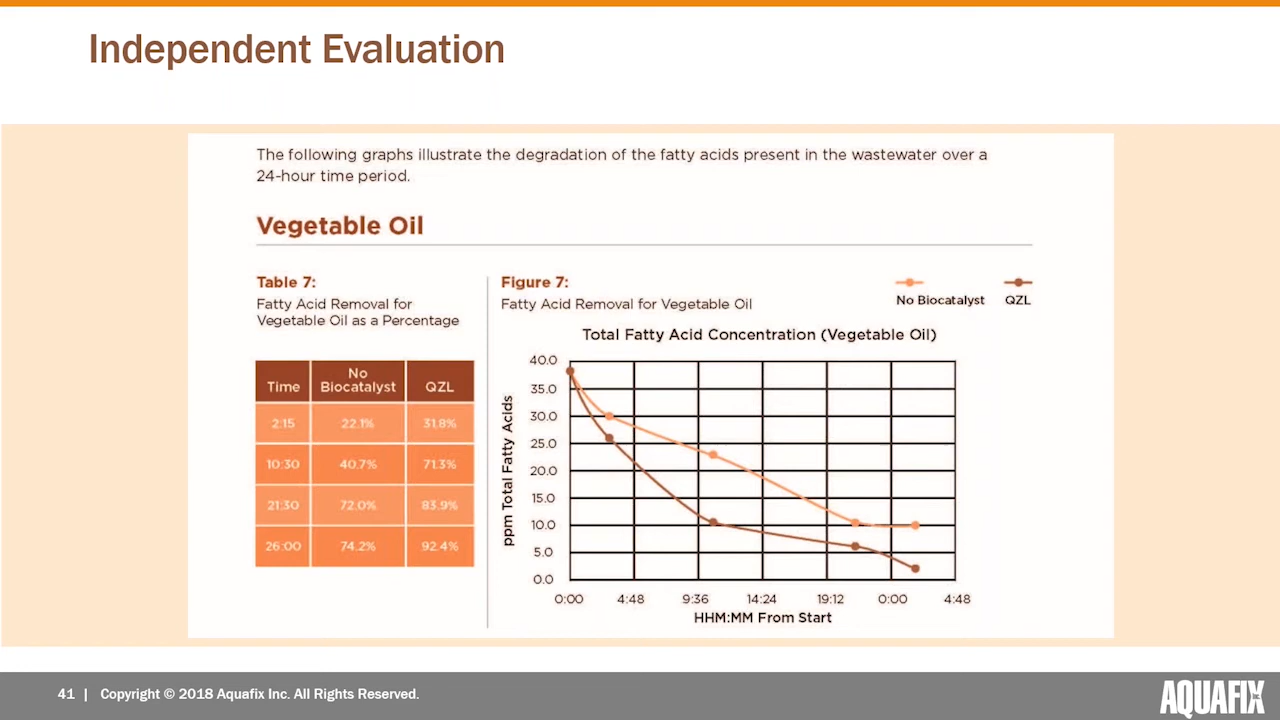 Independent Evaluation
The following graphs illustrate the degradation of the fatty acids present in the wastewater over a
24-hour time period.
Vegetable Oil
Table 7:
Fatty Acid Removal for
Vegetable Oil as a Percentage
Time No Biocatalyst QZL
2:15 22.1% 31.8%
10:30 40.7% 71.3%
21:30 72.0% 83.9%
26:00 74.2% 92.4%
Figure 7:
Fatty Acid Removal for Vegetable Oil
No Biocatalyst QZL
Total Fatty Acid Concentration (Vegetable Oil)
ppm Total Fatty Acids
40.0
35.0
30.0
25.0
20.0
15.0
10.0
5.0
0.0
0:00 4:48 9:36 14:24 19:12 0:00 4:48
HHM:MM From Start
41 | Copyright © 2018 Aquafix Inc. All Rights Reserved.
AQUAFIX INC.